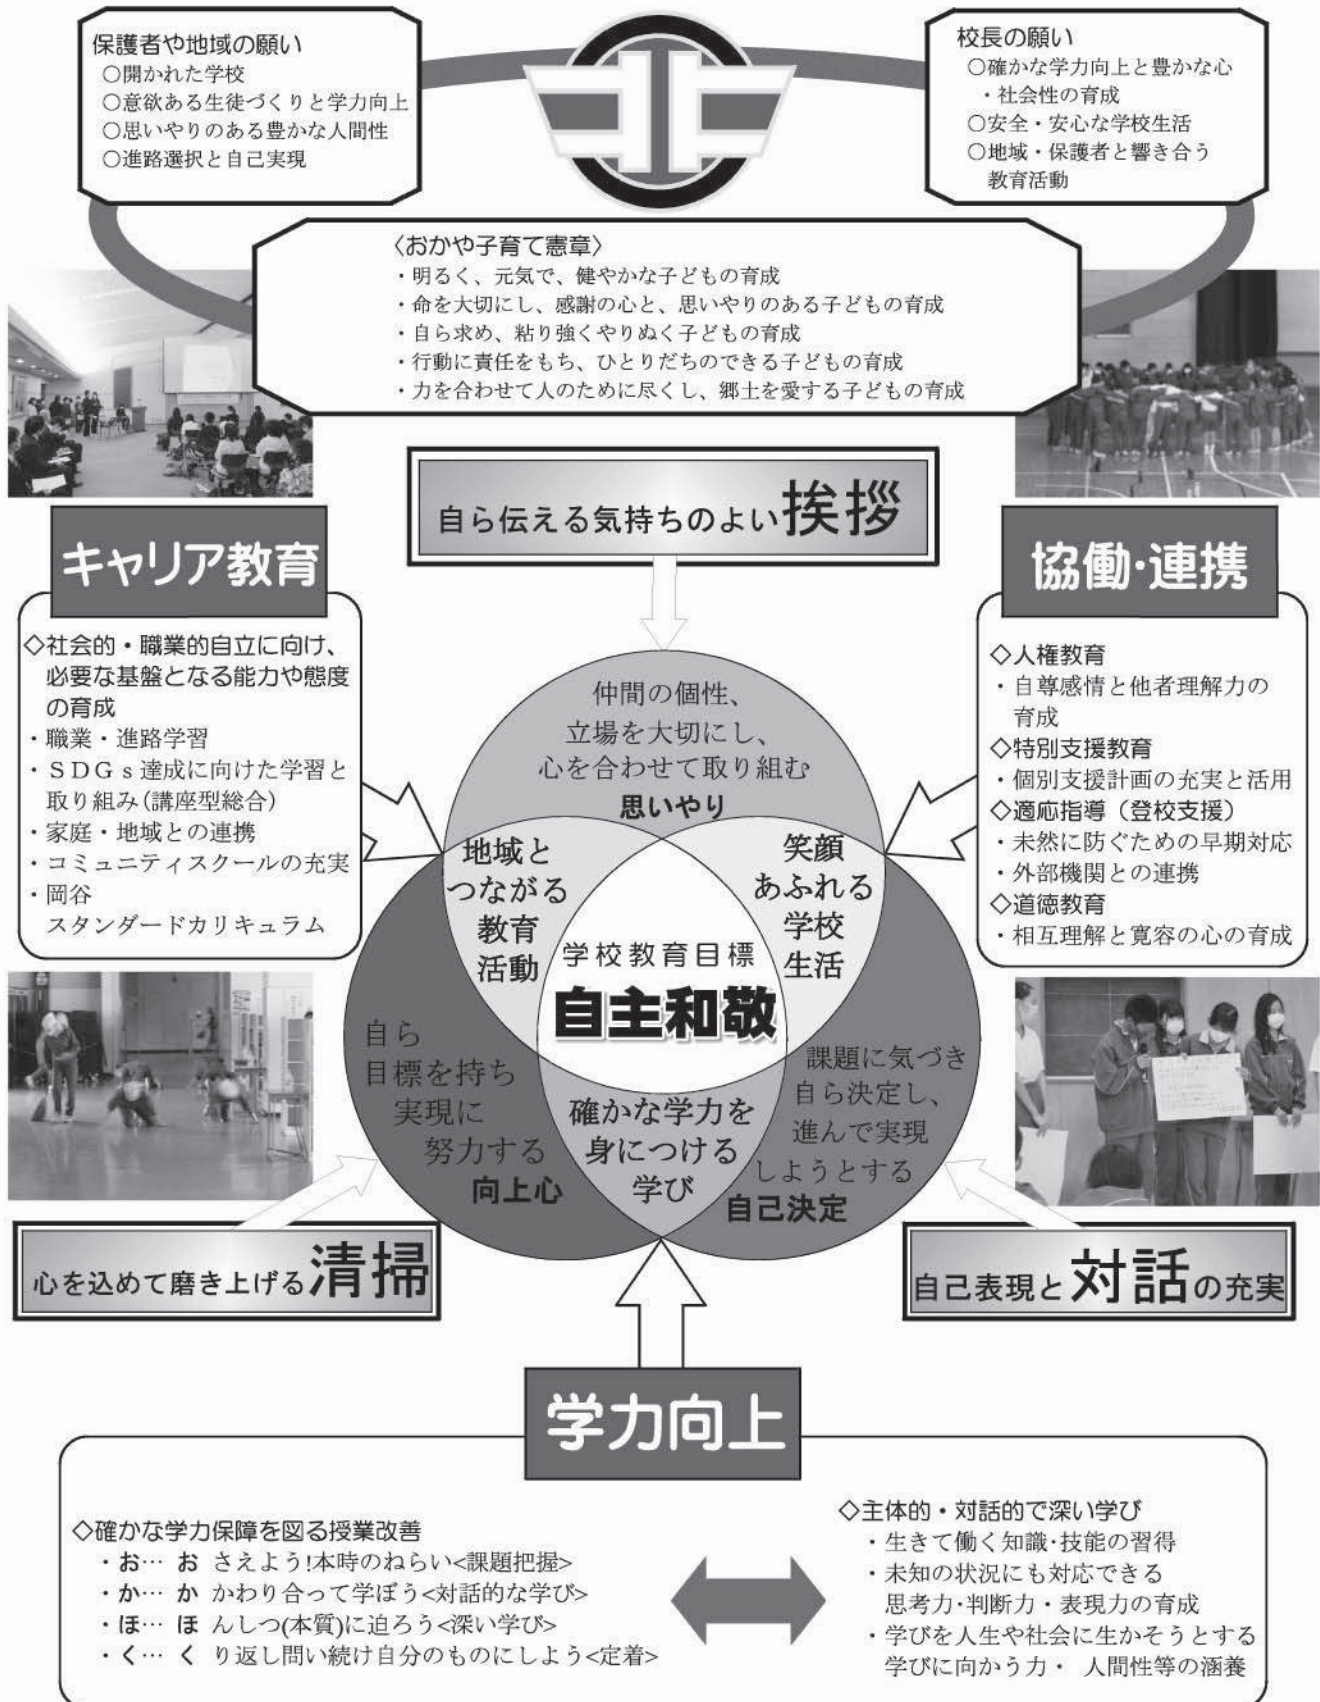 保護者や地域の願い
○開かれた学校
○意欲ある生徒づくりと学力向上
○思いやりのある豊かな人間性
○進路選択と自己実現
校長の願い
○確かな学力向上と豊かな心
・社会性の育成
○安全・安心な学校生活
○地域・保護者と響き合う
教育活動
〈おかや子育て憲章〉
・明るく、元気で、健やかな子どもの育成
・命を大切にし、感謝の心と、思いやりのある子どもの育成
・自ら求め、粘り強くやりぬく子どもの育成
・行動に責任をもち、ひとりだちのできる子どもの育成
・力を合わせて人のために尽くし、郷土を愛する子どもの育成
自ら伝える気持ちのよい挨拶
キャリア教育
◇社会的・職業的自立に向け、
必要な基盤となる能力や態度
の育成
・職業・進路学習
・SDGs達成に向けた学習と
取り組み(講座型総合)
・家庭・地域との連携
・コミュニティスクールの充実
・岡谷
スタンダードカリキュラム
協働・連携
◇人権教育
・自尊感情と他者理解力の
育成
◇特別支援教育
・個別支援計画の充実と活用
◇適応指導（登校支援）
・未然に防ぐための早期対応
・外部機関との連携
◇道徳教育
・相互理解と寛容の心の育成
仲間の個性、
立場を大切にし、
心を合わせて取り組む
思いやり
地域と
つながる
教育
活動
笑顔
あふれる
学校
生活
学校教育目標
自主和敬
自ら
目標を持ち
実現に
努力する
向上心
確かな学力を
身につける
学び
課題に気づき
自ら決定し、
進んで実現
しようとする
自己決定
心を込めて磨き上げる清掃
自己表現と対話の充実
学力向上
◇確かな学力保障を図る授業改善
・お… お さえよう!本時のねらい<課題把握>
・か… か かわり合って学ぼう<対話的な学び>
・ほ… ほ んしつ(本質)に迫ろう<深い学び>
・く… く り返し問い続け自分のものにしよう<定着>
◇主体的・対話的で深い学び
・生きて働く知識・技能の習得
・未知の状況にも対応できる
思考力・判断力・表現力の育成
・学びを人生や社会に生かそうとする
学びに向かう力・ 人間性等の涵養